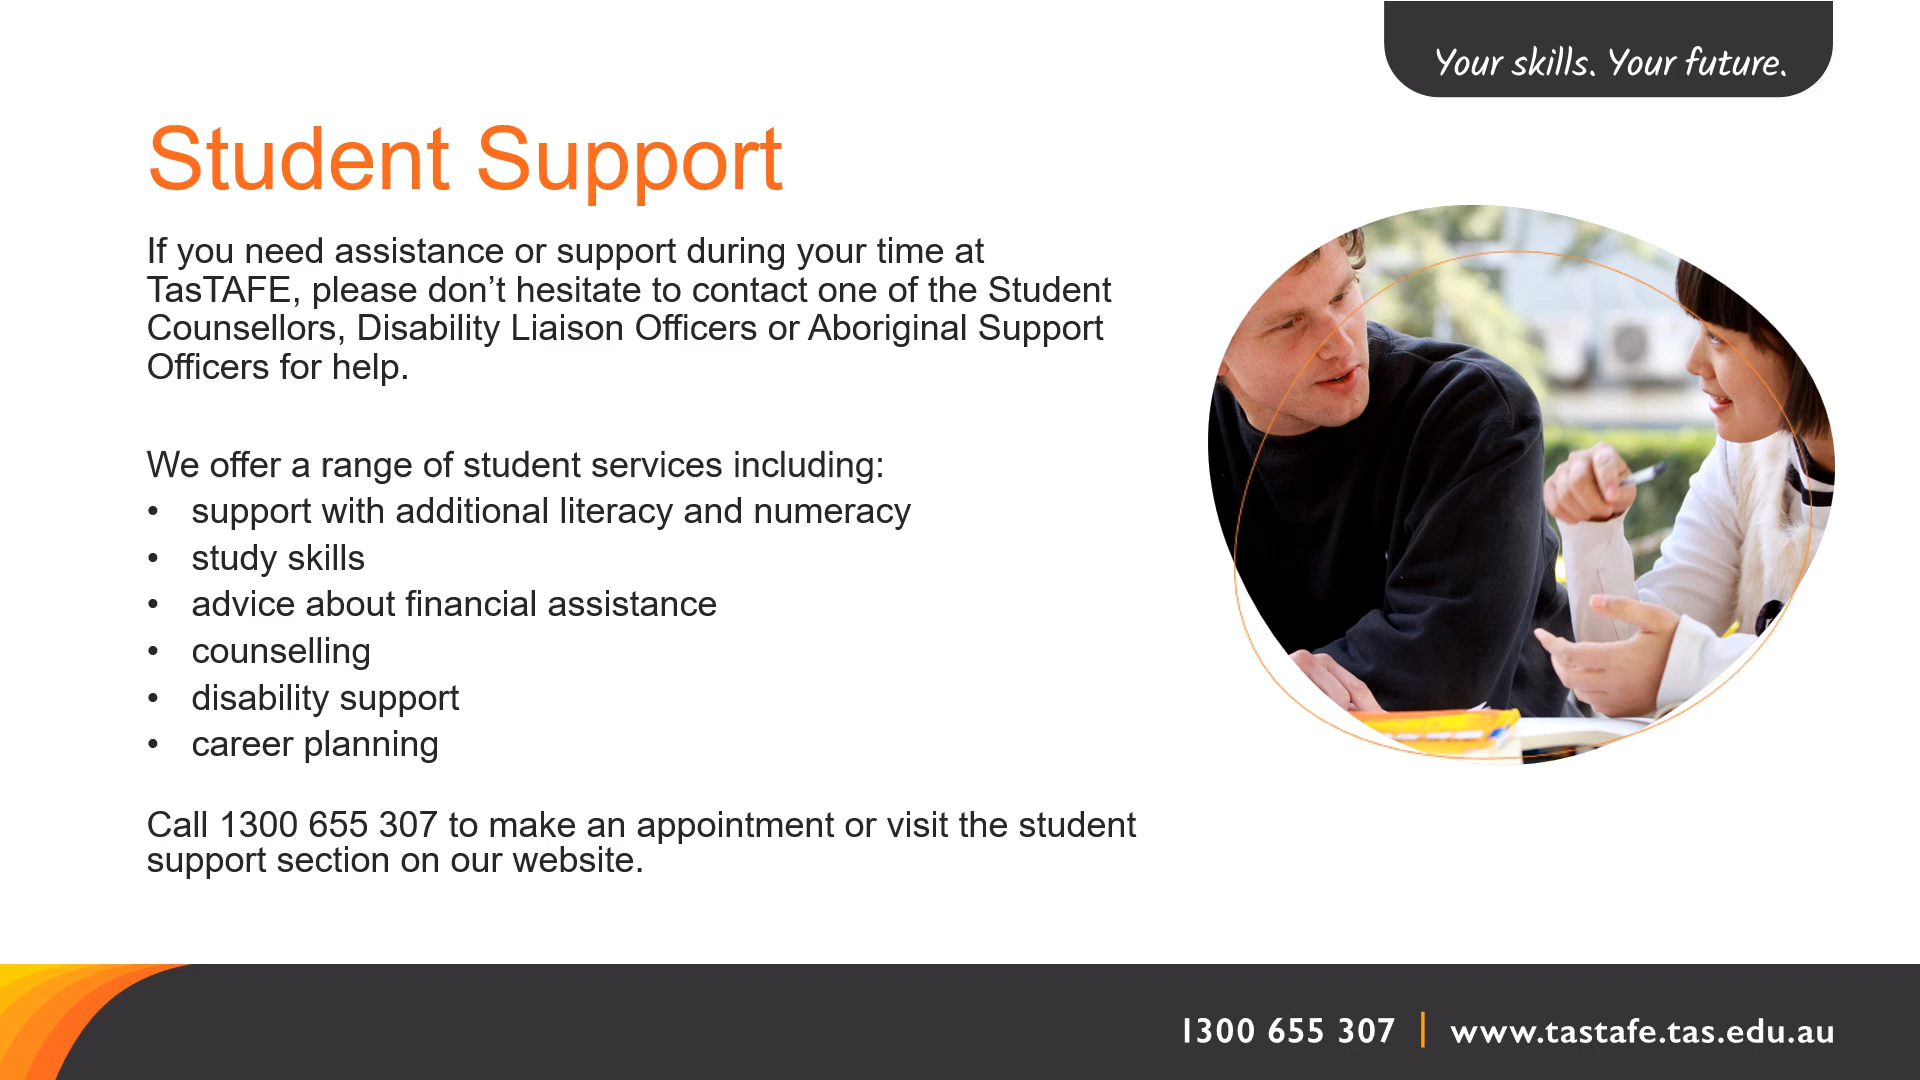 Your skills. Your future.
Student Support
If you need assistance or support during your time at
TasTAFE, please don’t hesitate to contact one of the Student
Counsellors, Disability Liaison Officers or Aboriginal Support
Officers for help.
We offer a range of student services including:
• support with additional literacy and numeracy
• study skills
• advice about financial assistance
• counselling
• disability support
• career planning
Call 1300 655 307 to make an appointment or visit the student
support section on our website.
1300 655 307 | www.tastafe.tas.edu.au